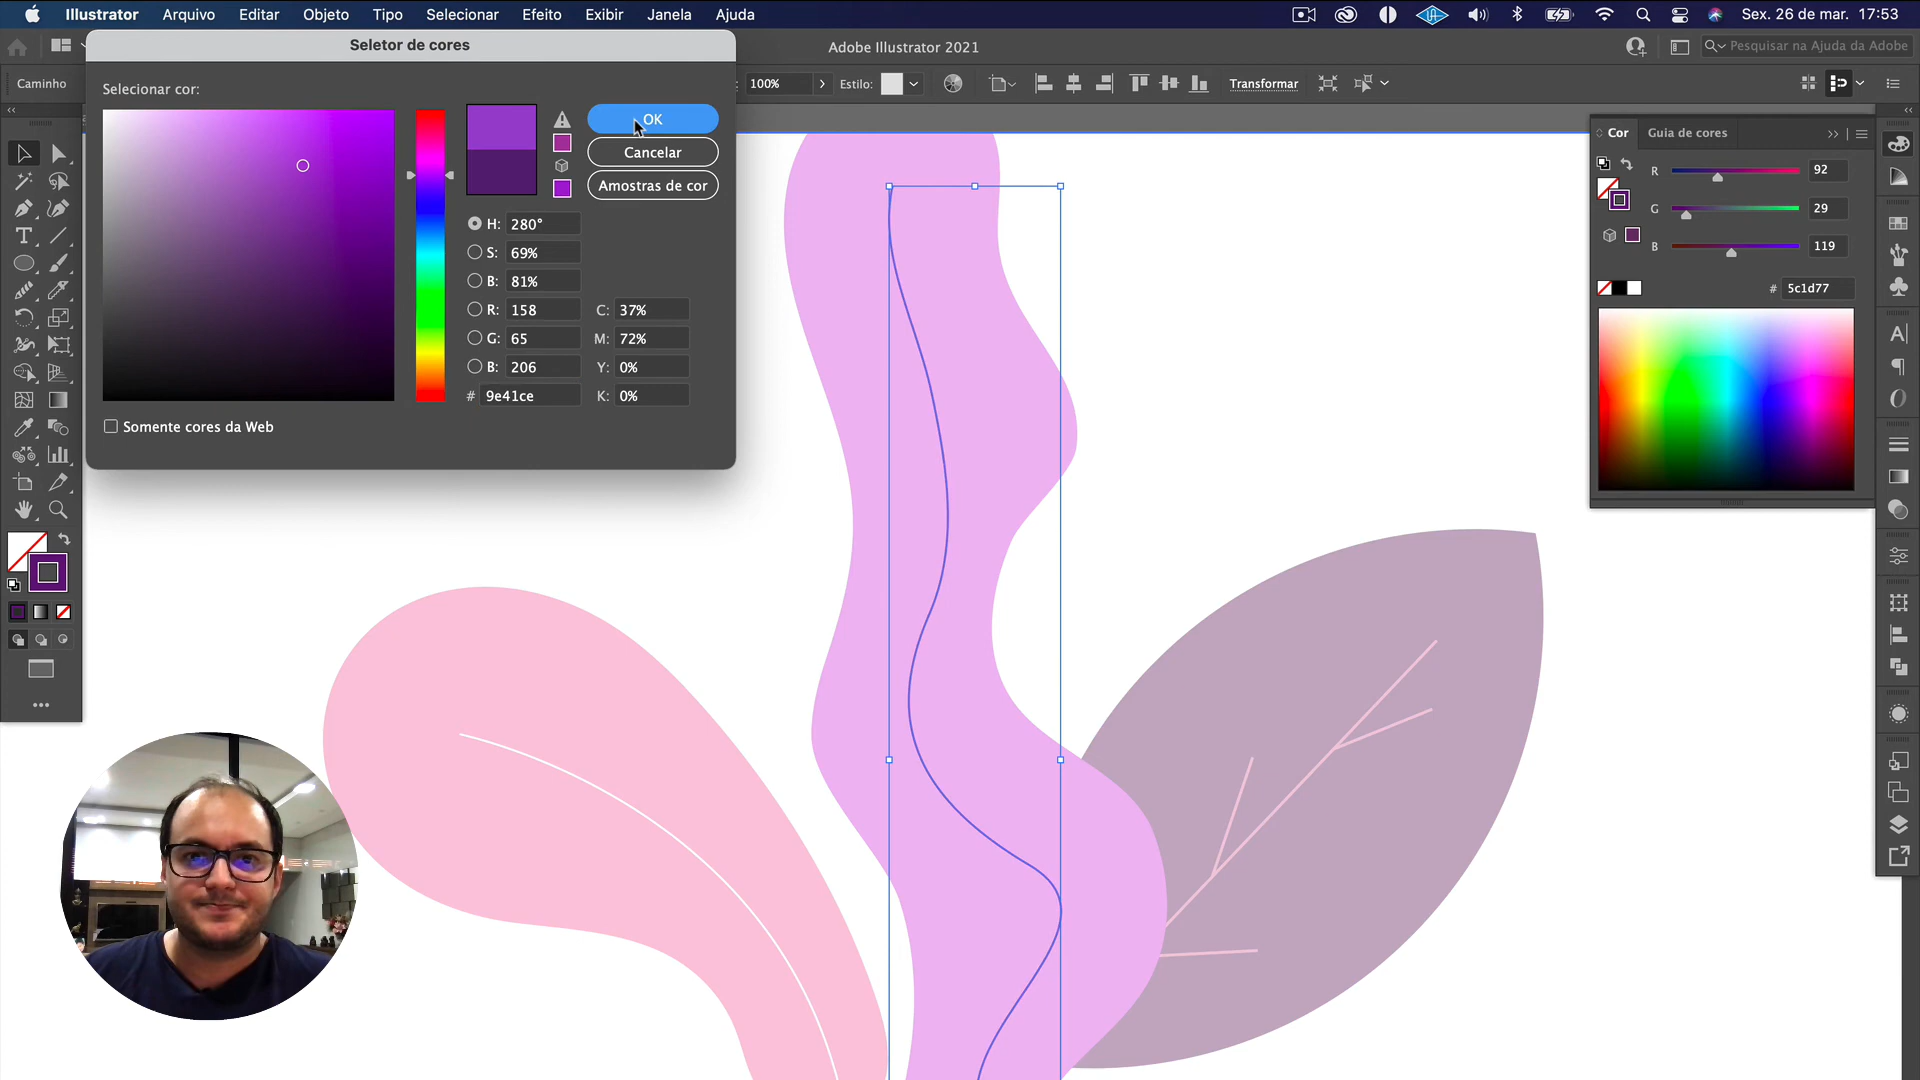 Illustrator Arquivo Editar Objeto Tipo Selecionar Efeito Exibir Janela Ajuda Sex. 26 de mar. 17:53
Seletor de cores
Adobe Illustrator 2021
Pesquisar na Ajuda da Adobe
Caminho
100%
Estilo:
Transformar
Selecionar cor:
OK
Cancelar
Amostras de cor
H: 280°
S: 69%
B: 81%
R: 158
C: 37%
G: 65
M: 72%
B: 206
Y: 0%
# 9e41ce
K: 0%
Somente cores da Web
Cor
Guia de cores
R 92
G 29
B 119
# 5c1d77